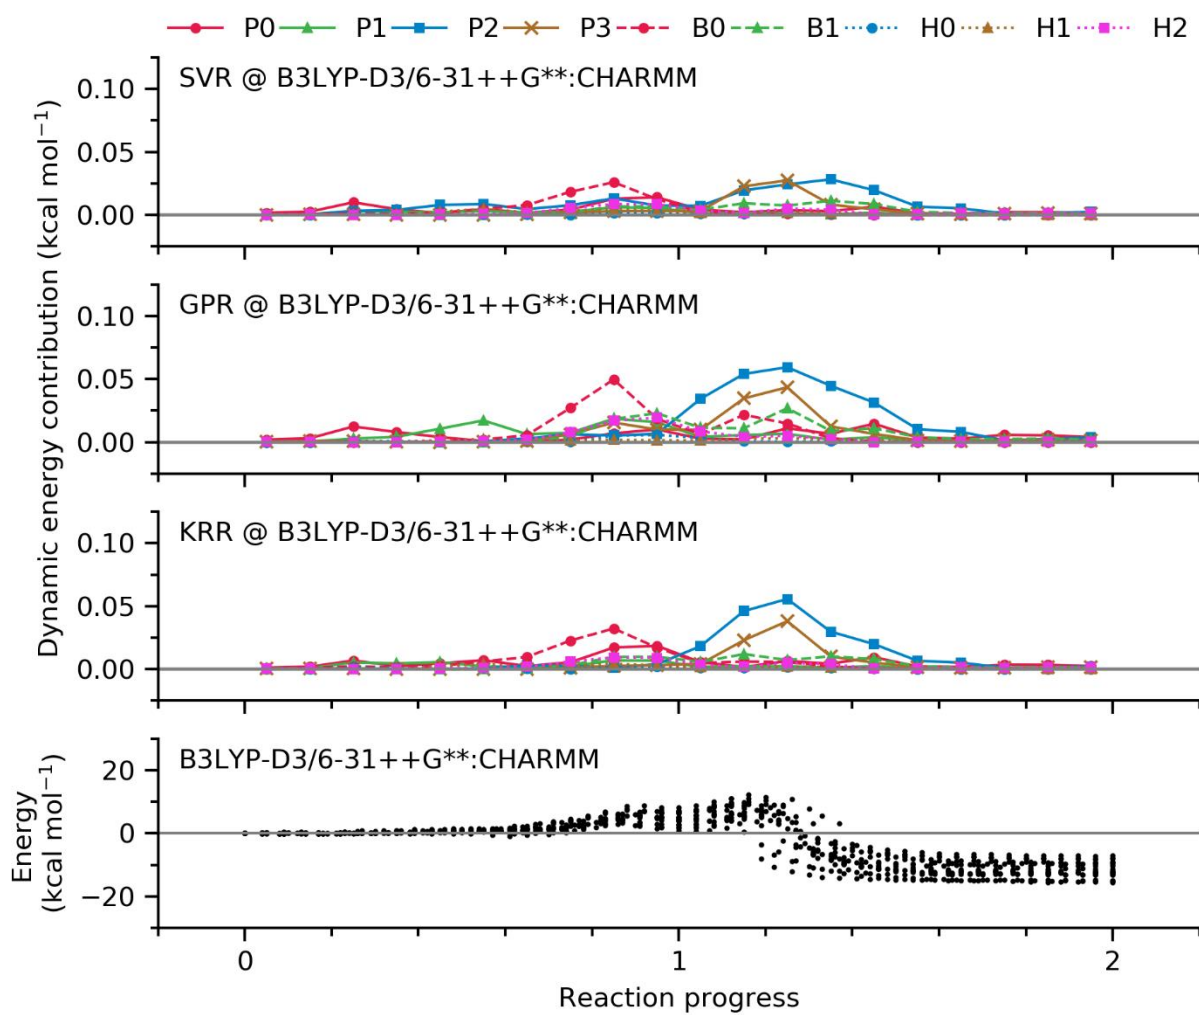 P0 P1 P2 P3 B0 B1 H0 H1 H2
SVR @ B3LYP-D3/6-31++G**:CHARMM
0.10
0.05
0.00
GPR @ B3LYP-D3/6-31++G**:CHARMM
0.10
0.05
0.00
KRR @ B3LYP-D3/6-31++G**:CHARMM
0.10
0.05
0.00
Dynamic energy contribution (kcal mol⁻¹)
B3LYP-D3/6-31++G**:CHARMM
20
0
−20
Energy
(kcal mol⁻¹)
0 1 2
Reaction progress